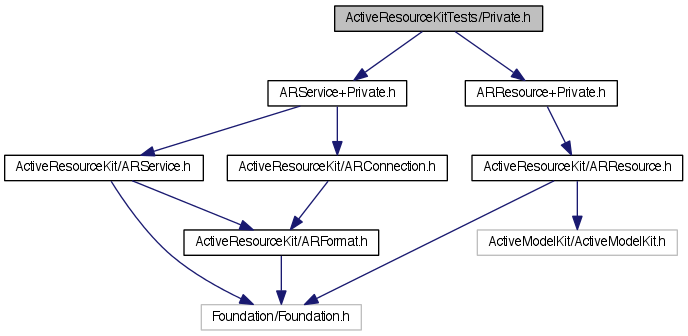 ActiveResourceKitTests/Private.h
ARService+Private.h
ARResource+Private.h
ActiveResourceKit/ARService.h
ActiveResourceKit/ARConnection.h
ActiveResourceKit/ARResource.h
ActiveResourceKit/ARFormat.h
ActiveModelKit/ActiveModelKit.h
Foundation/Foundation.h